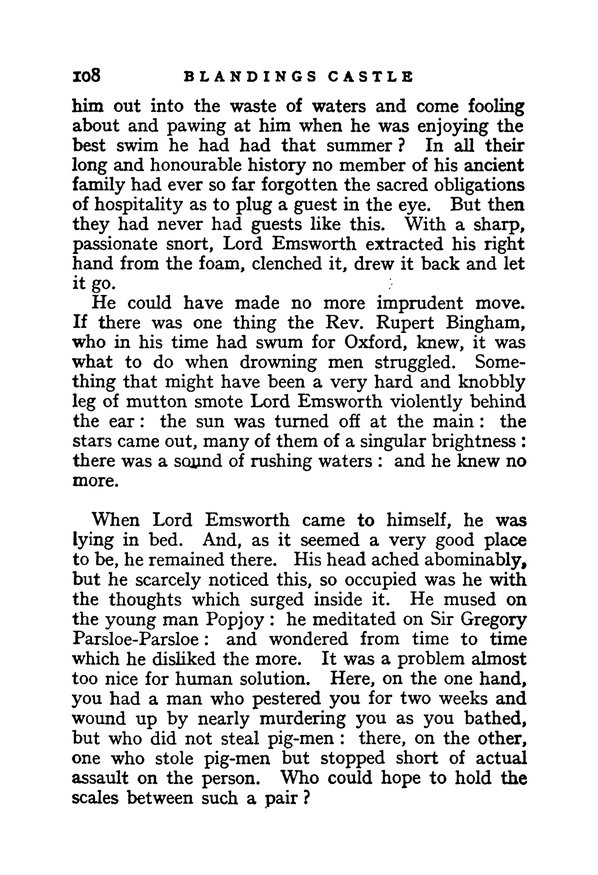 108 BLANDINGS CASTLE
him out into the waste of waters and come fooling
about and pawing at him when he was enjoying the
best swim he had had that summer ? In all their
long and honourable history no member of his ancient
family had ever so far forgotten the sacred obligations
of hospitality as to plug a guest in the eye. But then
they had never had guests like this. With a sharp,
passionate snort, Lord Emsworth extracted his right
hand from the foam, clenched it, drew it back and let
it go.
He could have made no more imprudent move.
If there was one thing the Rev. Rupert Bingham,
who in his time had swum for Oxford, knew, it was
what to do when drowning men struggled. Some-
thing that might have been a very hard and knobbly
leg of mutton smote Lord Emsworth violently behind
the ear : the sun was turned off at the main : the
stars came out, many of them of a singular brightness :
there was a sound of rushing waters : and he knew no
more.
When Lord Emsworth came to himself, he was
lying in bed. And, as it seemed a very good place
to be, he remained there. His head ached abominably,
but he scarcely noticed this, so occupied was he with
the thoughts which surged inside it. He mused on
the young man Popjoy : he meditated on Sir Gregory
Parsloe-Parsloe : and wondered from time to time
which he disliked the more. It was a problem almost
too nice for human solution. Here, on the one hand,
you had a man who pestered you for two weeks and
wound up by nearly murdering you as you bathed,
but who did not steal pig-men : there, on the other,
one who stole pig-men but stopped short of actual
assault on the person. Who could hope to hold the
scales between such a pair ?